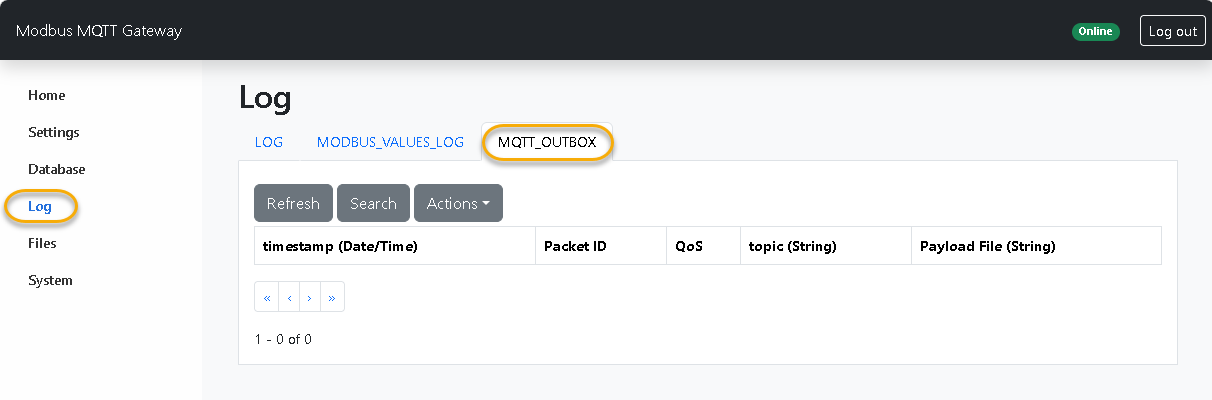 Modbus MQTT Gateway
Online
Log out
Home
Settings
Database
Log
Files
System
Log
LOG MODBUS_VALUES_LOG MQTT_OUTBOX
Refresh Search Actions
timestamp (Date/Time) Packet ID QoS topic (String) Payload File (String)
« ‹ › »
1 - 0 of 0